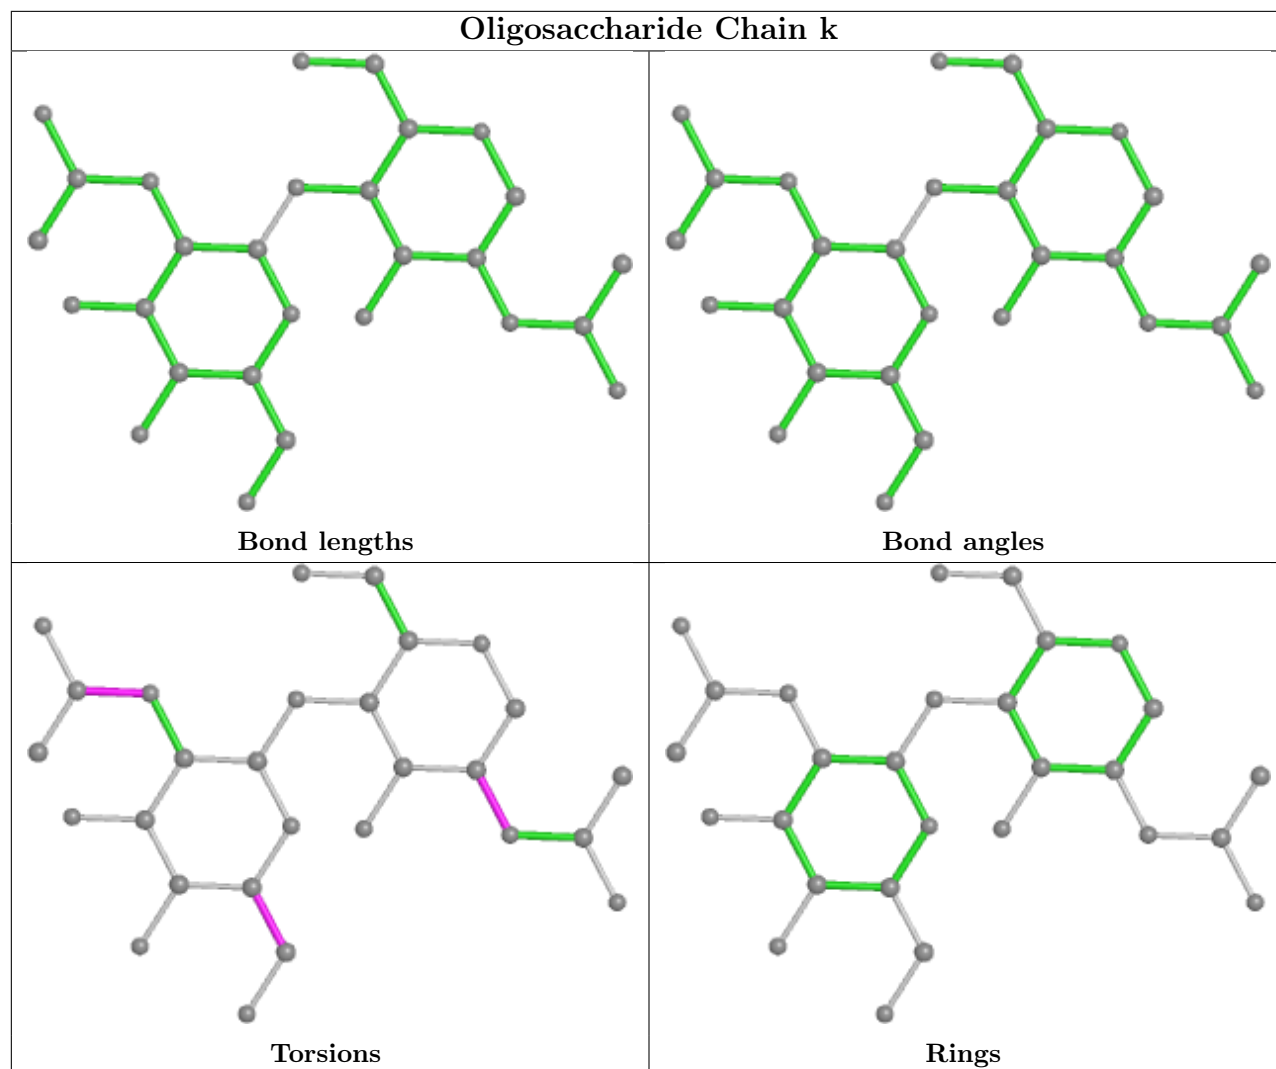 Oligosaccharide Chain k
Bond lengths
Bond angles
Torsions
Rings